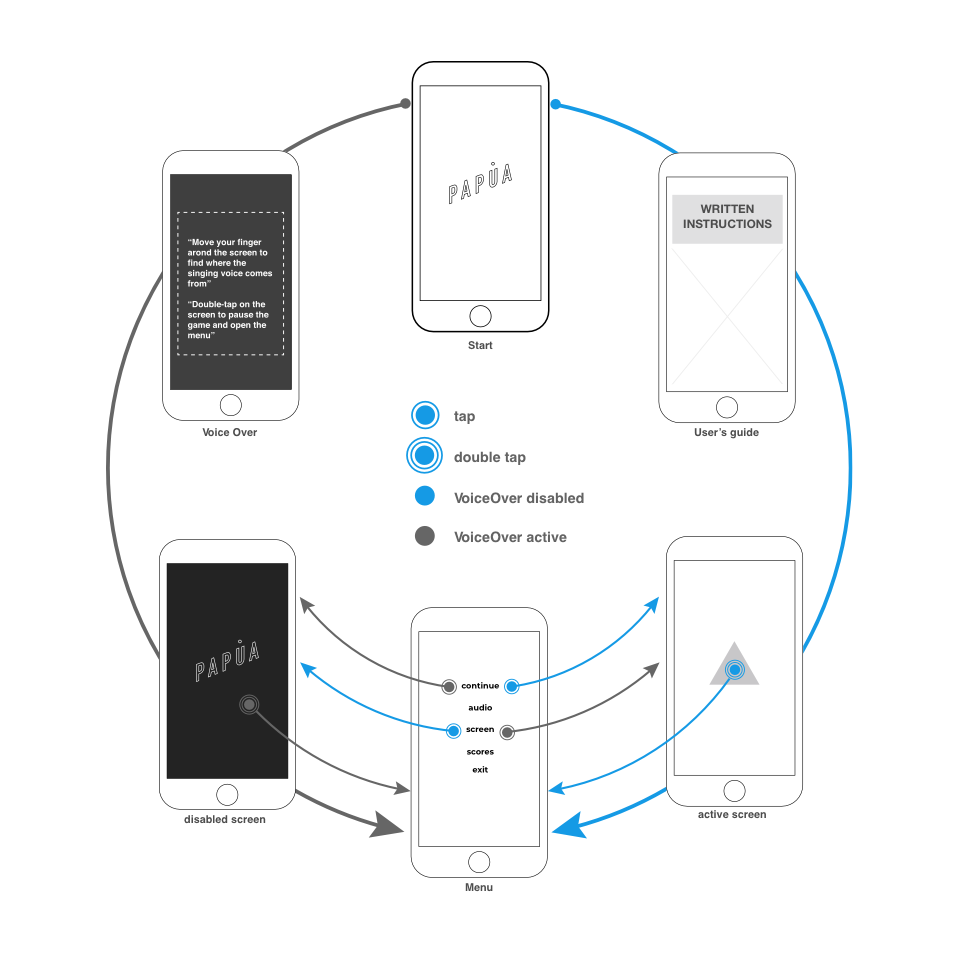 PAPUA
Start
“Move your finger
arond the screen to
find where the
singing voice comes
from”
“Double-tap on the
screen to pause the
game and open the
menu”
Voice Over
WRITTEN
INSTRUCTIONS
User’s guide
tap
double tap
VoiceOver disabled
VoiceOver active
PAPUA
disabled screen
continue
audio
screen
scores
exit
Menu
active screen